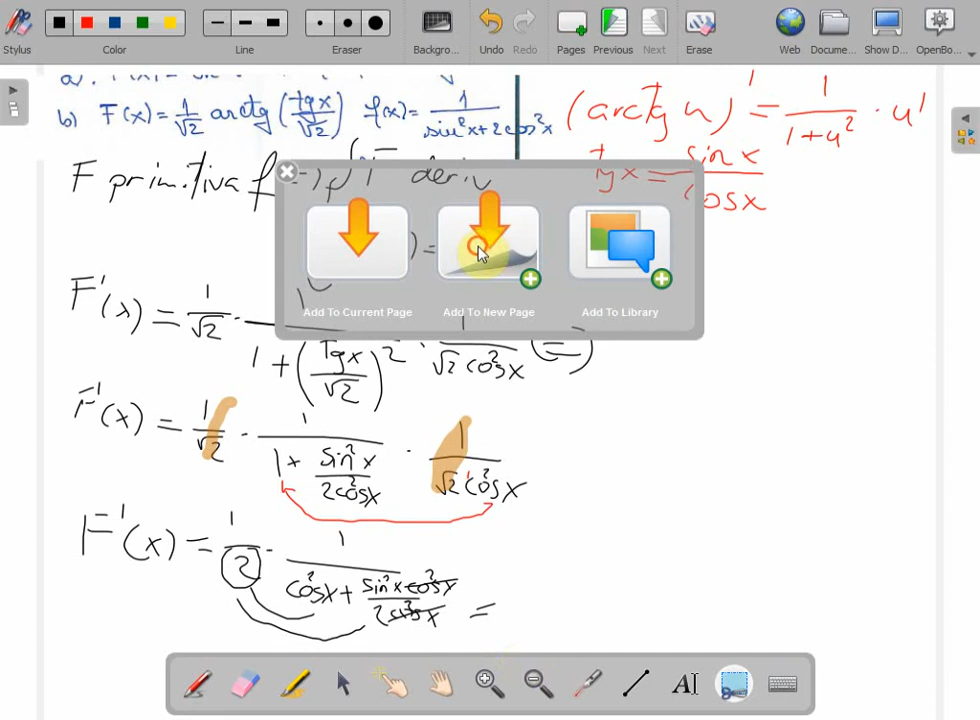 Stylus Color Line Eraser Backgro... Undo Redo Pages Previous Next Erase Web Docume... Show D... OpenBo...
b) F(x)=1/√2 arctg (tgx/√2) f(x)=1/(sin²x+2cos²x)
(arctg u)' = 1/(1+u²) · u'
tgx = sinx/cosx
F primitiva f deriv
Add To Current Page Add To New Page Add To Library
F'(x) = 1/√2 · 1/(1+(tgx/√2)²) · 1/(√2 cos²x) (=)
F'(x) = 1/√2 · 1/(1+sin²x/2cos²x) · 1/(√2 cos²x)
F'(x) = 1/2 · 1/(cos²x+sin²x cos²x/2cos²x) =
AI